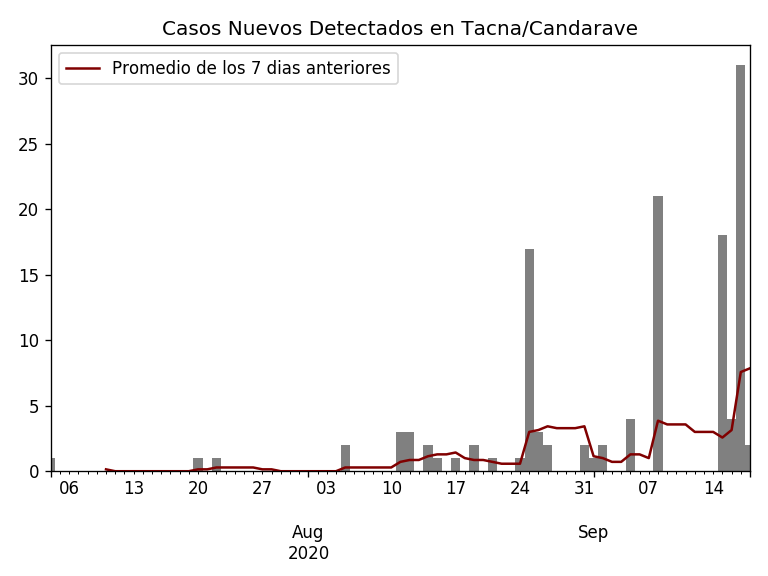 Casos Nuevos Detectados en Tacna/Candarave
Promedio de los 7 dias anteriores
30
25
20
15
10
5
0
06 13 20 27 03 10 17 24 31 07 14
Aug Sep
2020